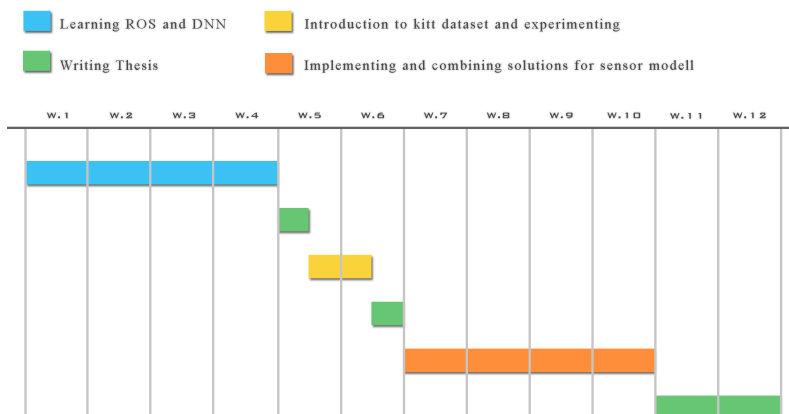 Learning ROS and DNN
Introduction to kitt dataset and experimenting
Writing Thesis
Implementing and combining solutions for sensor modell
W.1 W.2 W.3 W.4 W.5 W.6 W.7 W.8 W.9 W.10 W.11 W.12